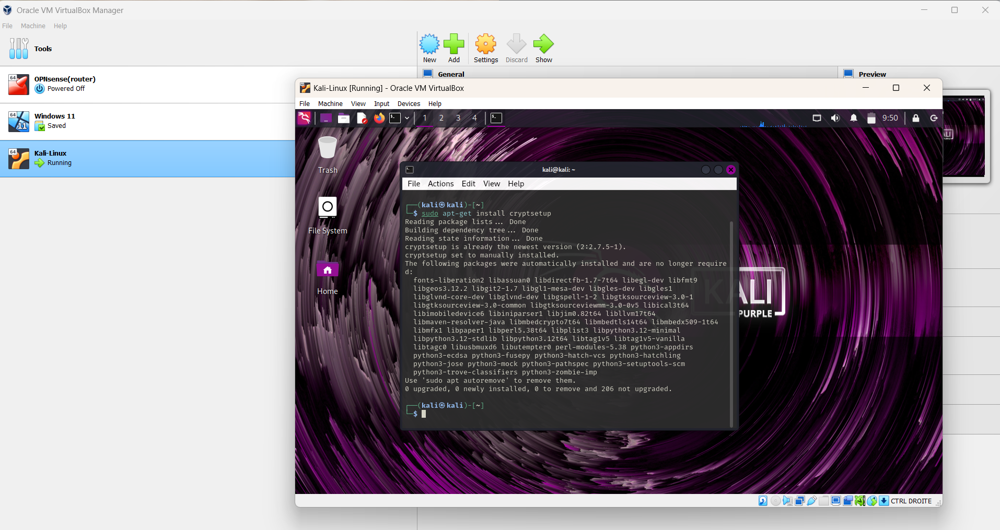 Oracle VM VirtualBox Manager
File Machine Help
Tools
New Add Settings Discard Show
64 OPNsense(router)
Powered Off
64 11 Windows 11
Saved
64 Kali-Linux
Running
General
Preview
Kali-Linux [Running] - Oracle VM VirtualBox
File Machine View Input Devices Help
1 2 3 4
9:50
Trash
File System
Home
kali@kali: ~
File Actions Edit View Help
┌──(kali㉿kali)-[~]
└─$ sudo apt-get install cryptsetup
Reading package lists... Done
Building dependency tree... Done
Reading state information... Done
cryptsetup is already the newest version (2:2.7.5-1).
cryptsetup set to manually installed.
The following packages were automatically installed and are no longer require
d:
fonts-liberation2 libassuan0 libdirectfb-1.7-7t64 libegl-dev libfmt9
libgeos3.12.2 libgit2-1.7 libgl1-mesa-dev libgles-dev libgles1
libglvnd-core-dev libglvnd-dev libgspell-1-2 libgtksourceview-3.0-1
libgtksourceview-3.0-common libgtksourceviewmm-3.0-0v5 libical3t64
libimobiledevice6 libiniparser1 libjim0.82t64 libllvm17t64
libmaven-resolver-java libmbedcrypto7t64 libmbedtls14t64 libmbedx509-1t64
libmfx1 libpaper1 libperl5.38t64 libplist3 libpython3.12-minimal
libpython3.12-stdlib libpython3.12t64 libtag1v5 libtag1v5-vanilla
libtagc0 libusbmuxd6 libutempter0 perl-modules-5.38 python3-appdirs
python3-ecdsa python3-fusepy python3-hatch-vcs python3-hatchling
python3-jose python3-mock python3-pathspec python3-setuptools-scm
python3-trove-classifiers python3-zombie-imp
Use 'sudo apt autoremove' to remove them.
0 upgraded, 0 newly installed, 0 to remove and 206 not upgraded.
┌──(kali㉿kali)-[~]
└─$
KALI
PURPLE
CTRL DROITE